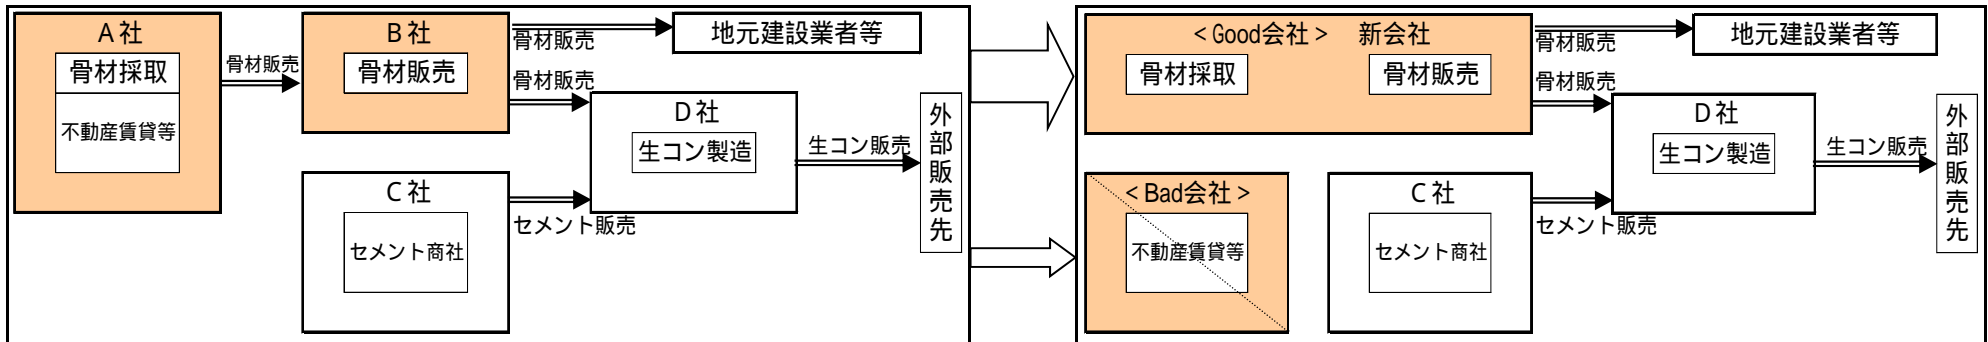 A社
骨材採取
不動産賃貸等
骨材販売
B社
骨材販売
骨材販売
地元建設業者等
骨材販売
D社
生コン製造
C社
セメント商社
セメント販売
生コン販売
外部販売先
<Good会社> 新会社
骨材採取
骨材販売
骨材販売
地元建設業者等
骨材販売
D社
生コン製造
<Bad会社>
不動産賃貸等
C社
セメント商社
セメント販売
生コン販売
外部販売先